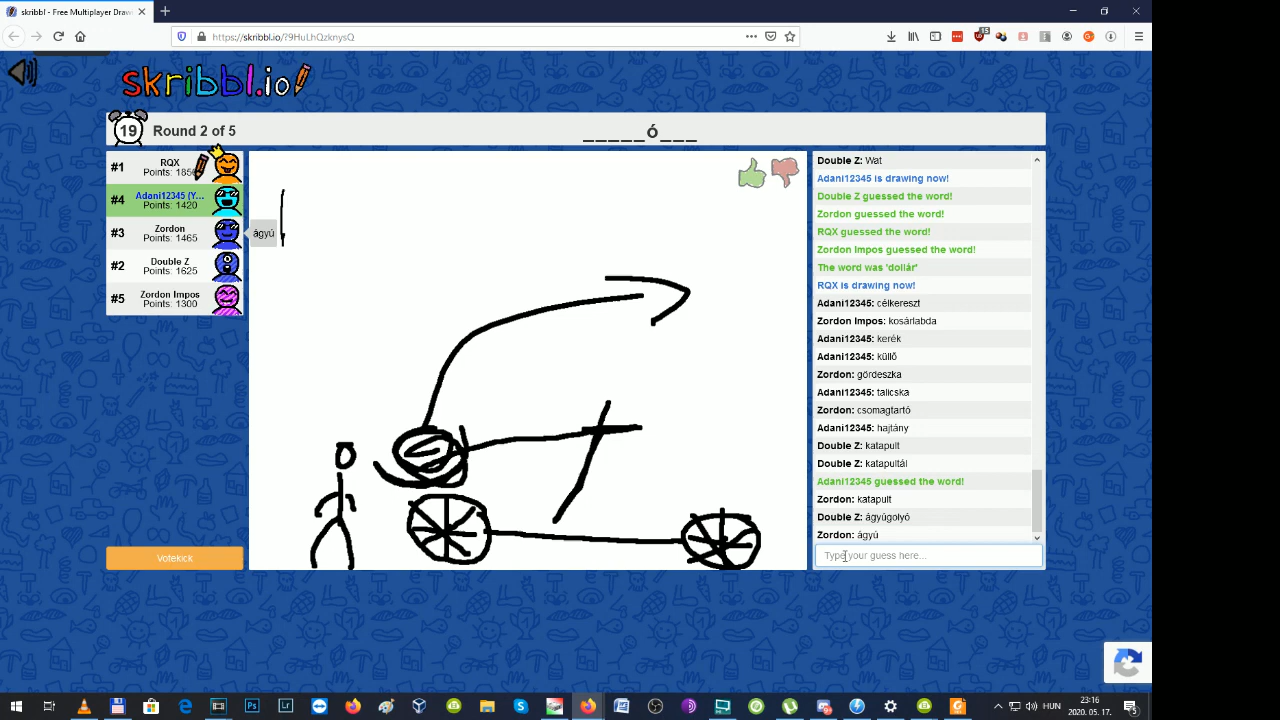 skribbl - Free Multiplayer Draw
https://skribbl.io/79HuLhQzknysQ
15
skribbl.io
19
Round 2 of 5
_____ó___
#1
RQX
Points: 1850
#4
Adani12345 (Y...
Points: 1420
#3
Zordon
Points: 1465
ágyú
#2
Double Z
Points: 1625
#5
Zordon Impos
Points: 1300
Votekick
Double Z: Wat
Adani12345 is drawing now!
Double Z guessed the word!
Zordon guessed the word!
RQX guessed the word!
Zordon Impos guessed the word!
The word was 'dollár'
RQX is drawing now!
Adani12345: célkereszt
Zordon Impos: kosárlabda
Adani12345: kerék
Adani12345: küllő
Zordon: gördeszka
Adani12345: talicska
Zordon: csomagtartó
Adani12345: hajtány
Double Z: katapult
Double Z: katapultál
Adani12345 guessed the word!
Zordon: katapult
Double Z: ágyúgolyó
Zordon: ágyú
Type your guess here...
HUN
23:16
2020. 05. 17.